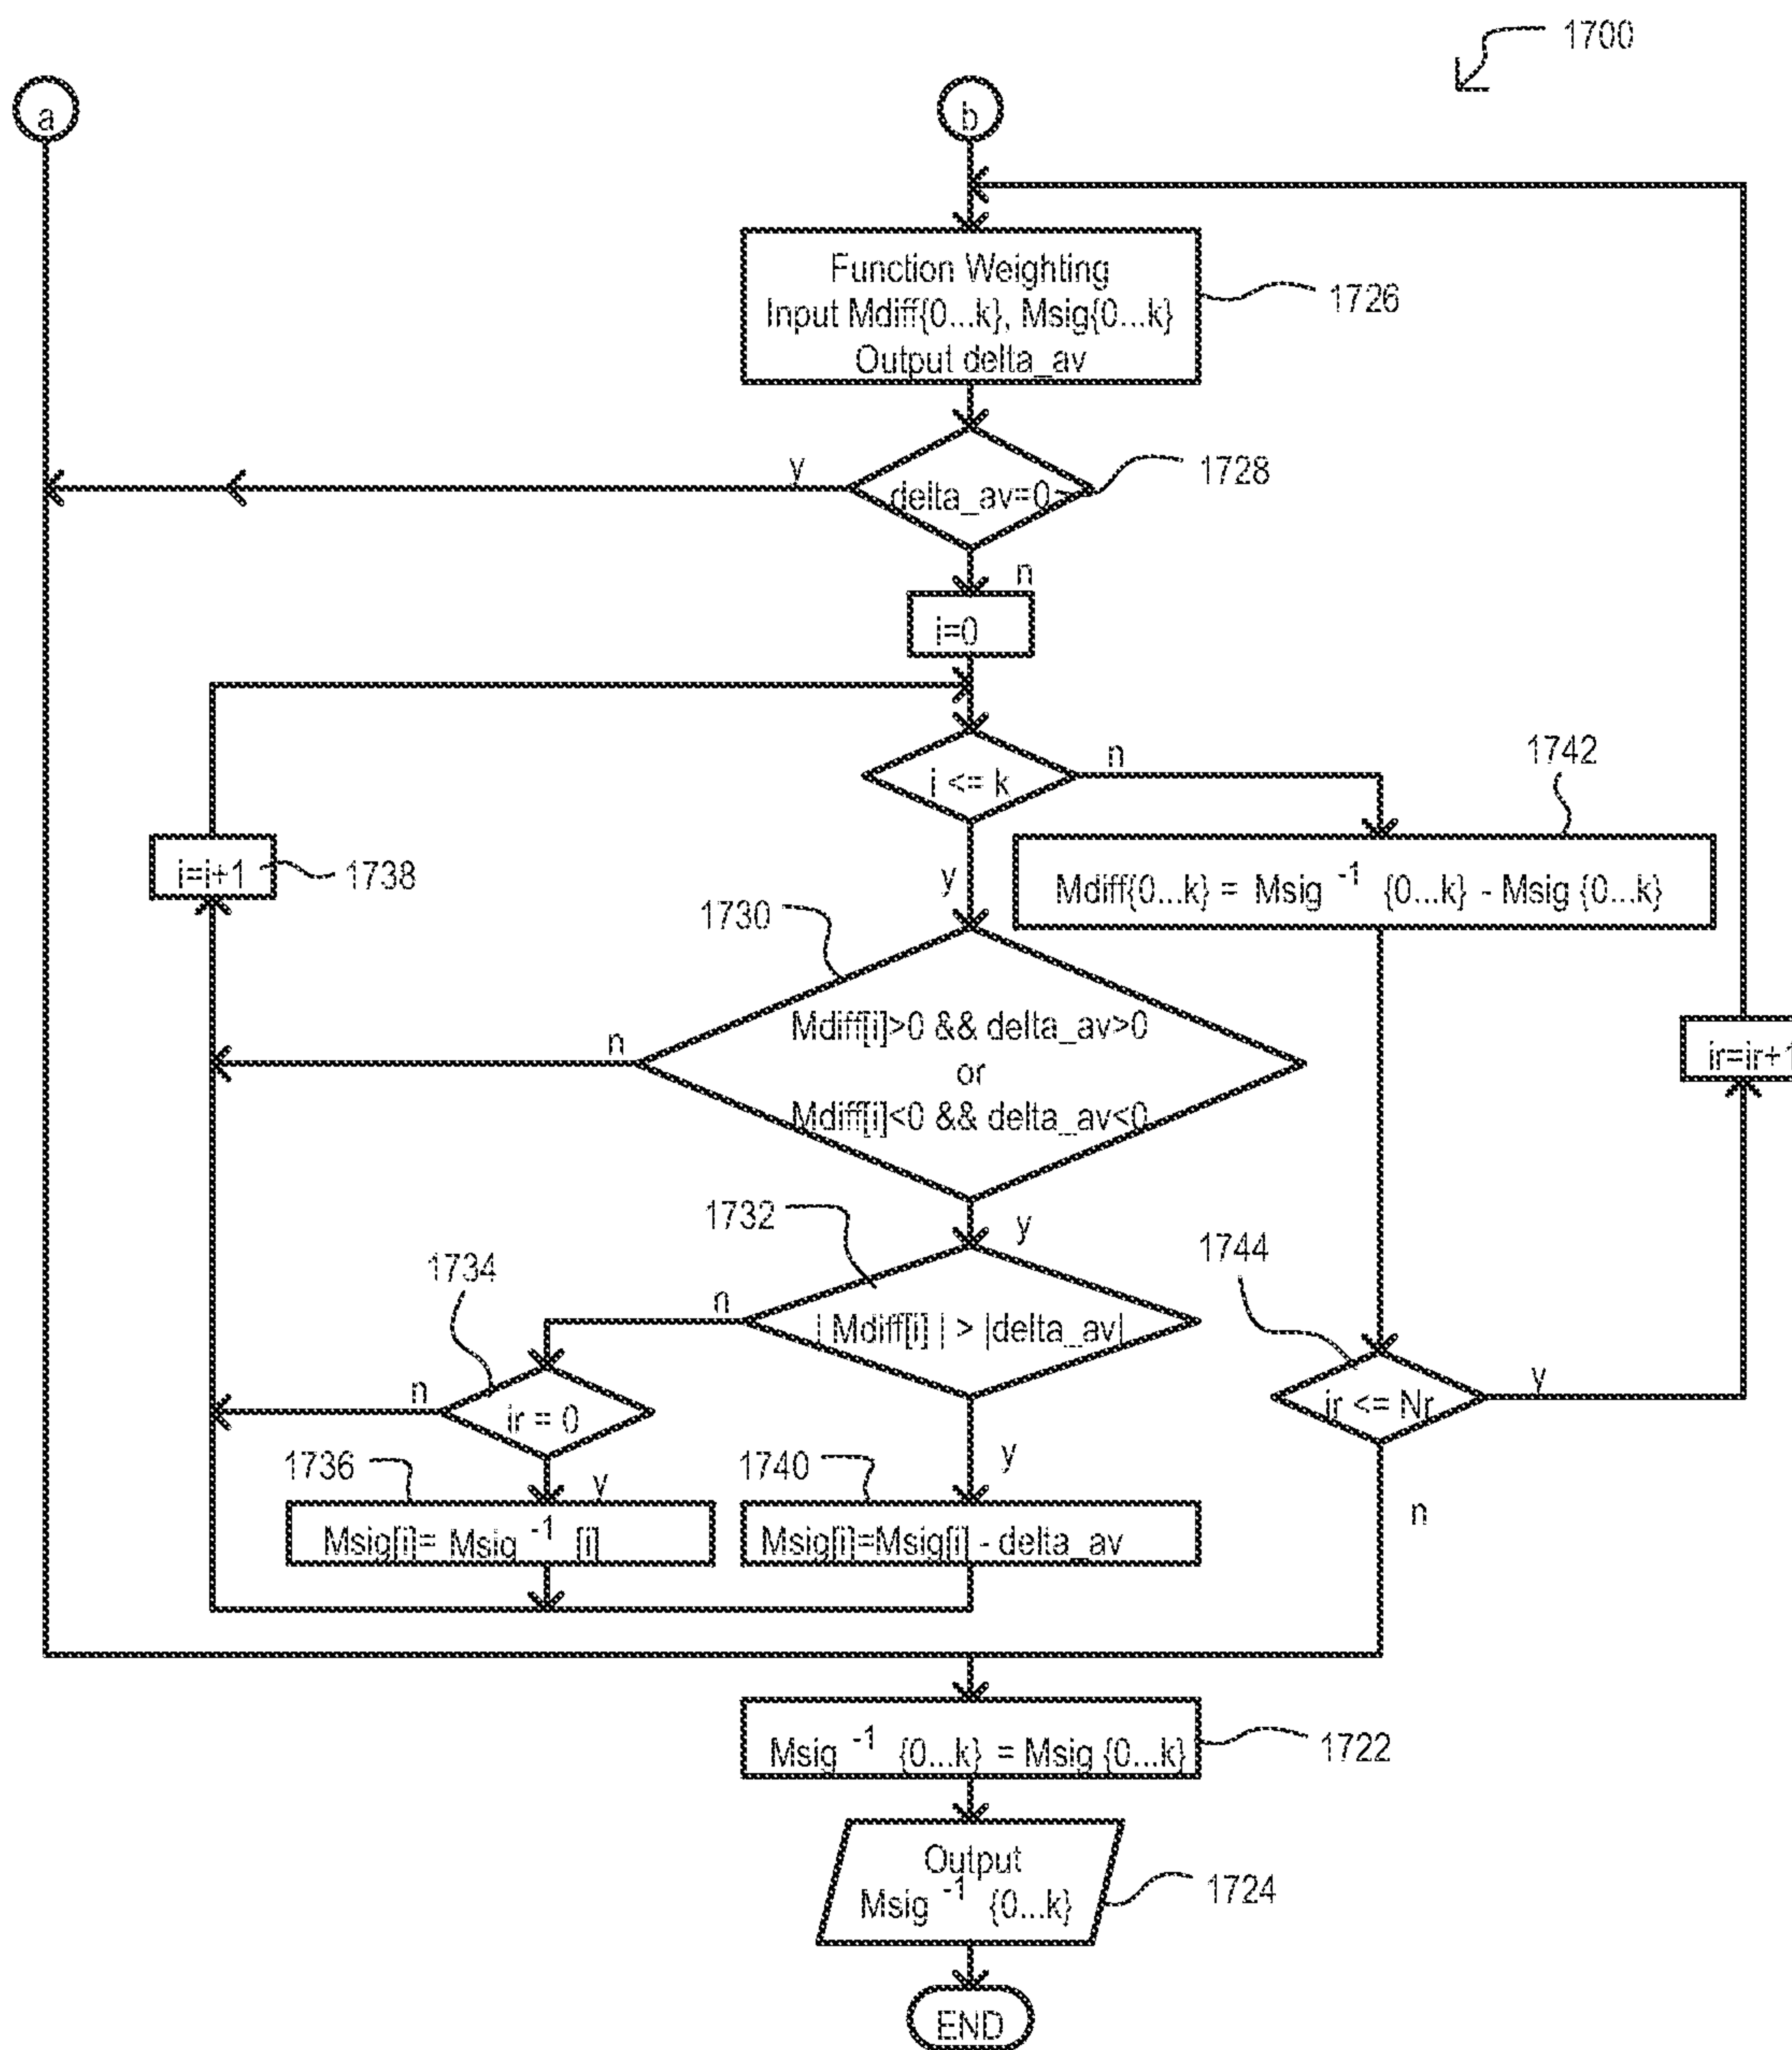 1700
a
b
Function Weighting
Input Mdiff{0...k}, Msig{0...k}
Output delta_av
1726
y
delta_av=0
1728
n
i=0
i <= k
n
1742
i=i+1
1738
y
Mdiff{0...k} = Msig ⁻¹ {0...k} - Msig {0...k}
1730
n
Mdiff[i]>0 && delta_av>0
or
Mdiff[i]<0 && delta_av<0
ir=ir+1
1732
y
1734
n
| Mdiff[i] | > |delta_av|
1744
n
ir = 0
ir <= Nr
y
1736
y
1740
y
n
Msig[i]= Msig ⁻¹ [i]
Msig[i]=Msig[i] - delta_av
Msig ⁻¹ {0...k} = Msig {0...k}
1722
Output
Msig ⁻¹ {0...k}
1724
END